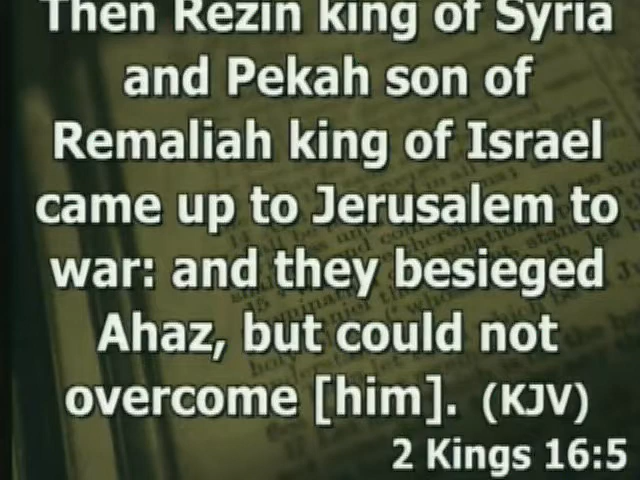 Then Rezin king of Syria
and Pekah son of
Remaliah king of Israel
came up to Jerusalem to
war: and they besieged
Ahaz, but could not
overcome [him]. (KJV)
2 Kings 16:5